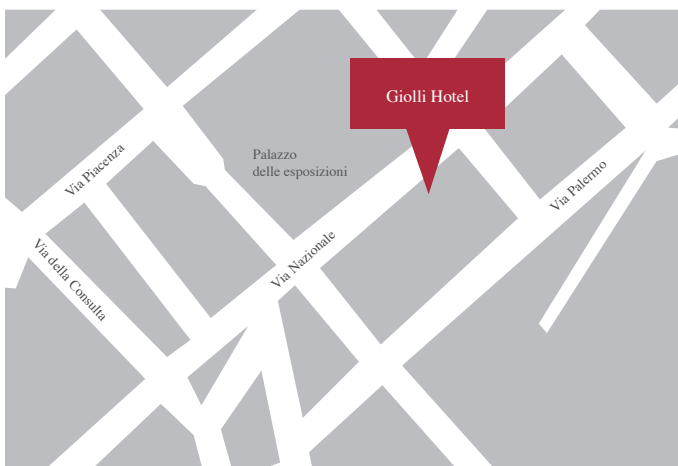 Giolli Hotel
Palazzo
delle esposizioni
Via Piacenza
Via Palermo
Via della Consulta
Via Nazionale